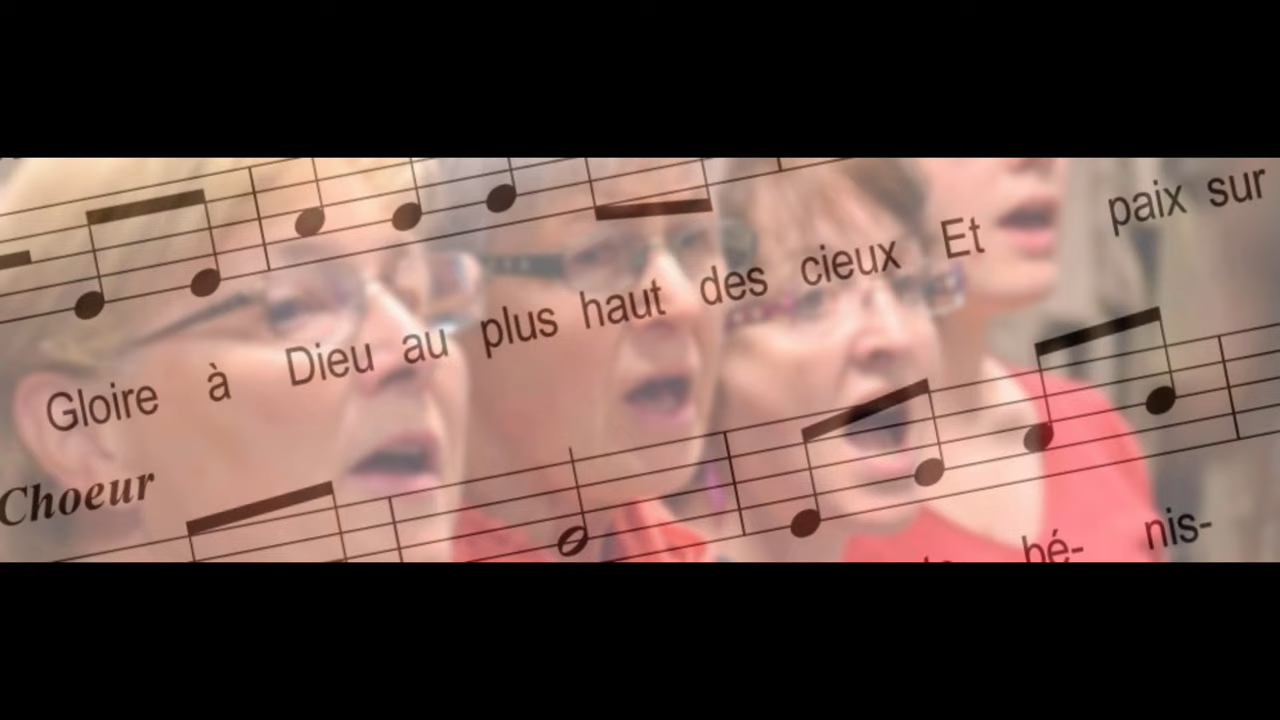 Gloire à Dieu au plus haut des cieux Et paix sur
Choeur
bé- nis-